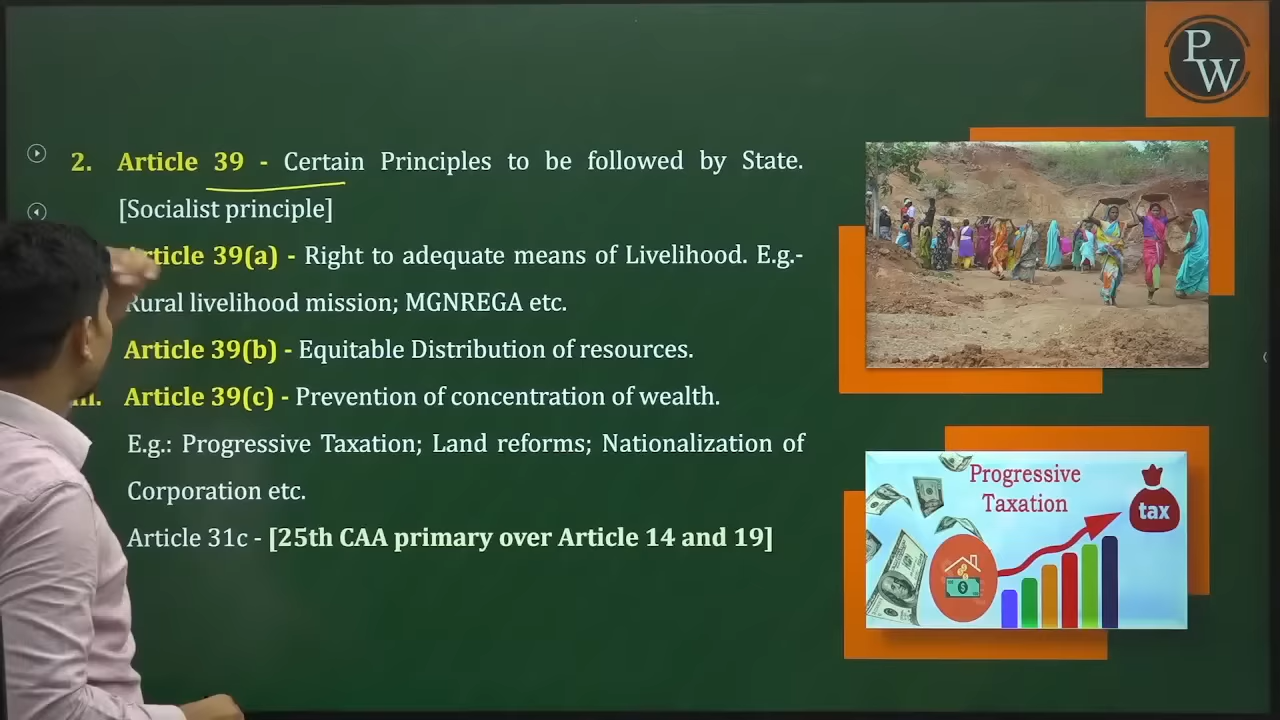 PW
2. Article 39 - Certain Principles to be followed by State.
[Socialist principle]
Article 39(a) - Right to adequate means of Livelihood. E.g.-
Rural livelihood mission; MGNREGA etc.
Article 39(b) - Equitable Distribution of resources.
Article 39(c) - Prevention of concentration of wealth.
E.g.: Progressive Taxation; Land reforms; Nationalization of
Corporation etc.
Article 31c - [25th CAA primary over Article 14 and 19]
Progressive
Taxation
tax